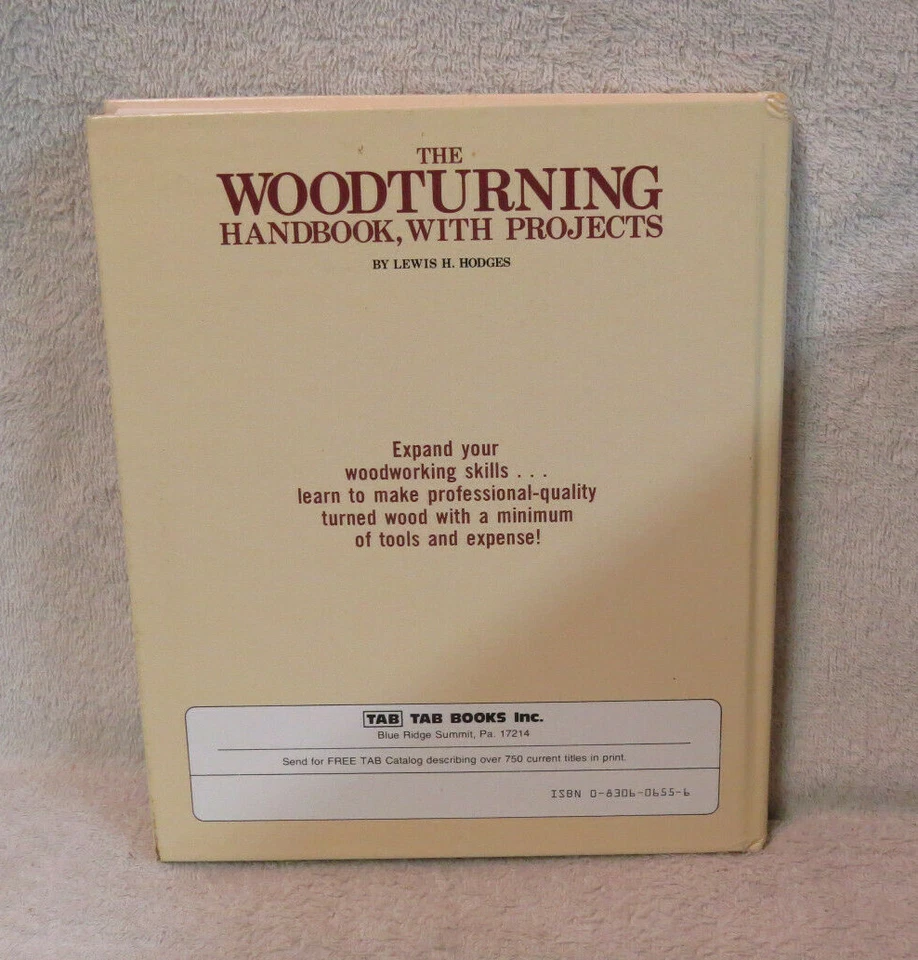 THE
WOODTURNING
HANDBOOK, WITH PROJECTS
BY LEWIS H. HODGES
Expand your
woodworking skills . . .
learn to make professional-quality
turned wood with a minimum
of tools and expense!
TAB TAB BOOKS Inc.
Blue Ridge Summit, Pa. 17214
Send for FREE TAB Catalog describing over 750 current titles in print.
ISBN 0-8306-0655-6